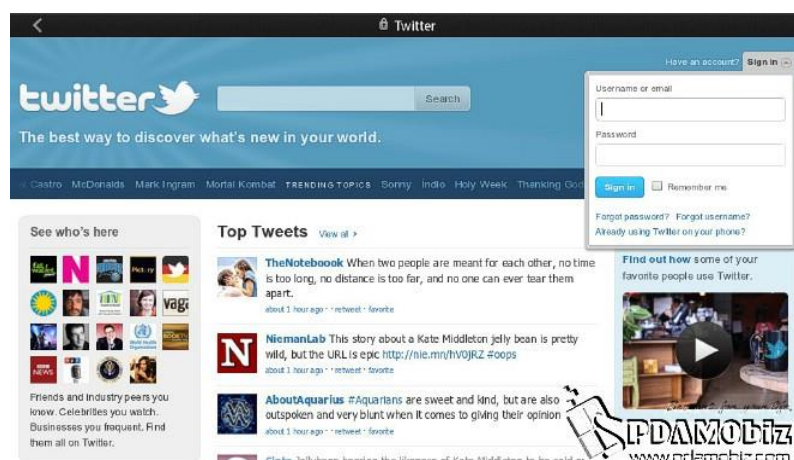 Twitter
Have an account? Sign in
twitter
Search
The best way to discover what's new in your world.
Castro McDonalds Mark Ingram Mortal Kombat TRENDING TOPICS Sonny Indio Holy Week Thanking God
Username or email
Password
Sign in Remember me
Forgot password? Forgot username?
Already using Twitter on your phone?
See who's here
Friends and industry peers you
know. Celebrities you watch.
Businesses you frequent. Find
them all on Twitter.
Top Tweets View all >
TheNotebook When two people are meant for each other, no time
is too long, no distance is too far, and no one can ever tear them
apart.
about 1 hour ago · retweet · favorite
N
NiemanLab This story about a Kate Middleton jelly bean is pretty
wild, but the URL is epic http://nie.mn/hV0JRZ #oops
about 1 hour ago · retweet · favorite
AboutAquarius #Aquarians are sweet and kind, but are also
outspoken and very blunt when it comes to giving their opinion
about 1 hour ago · retweet · favorite
Find out how some of your
favorite people use Twitter.
PDAMobiz
www.pdamobiz.com